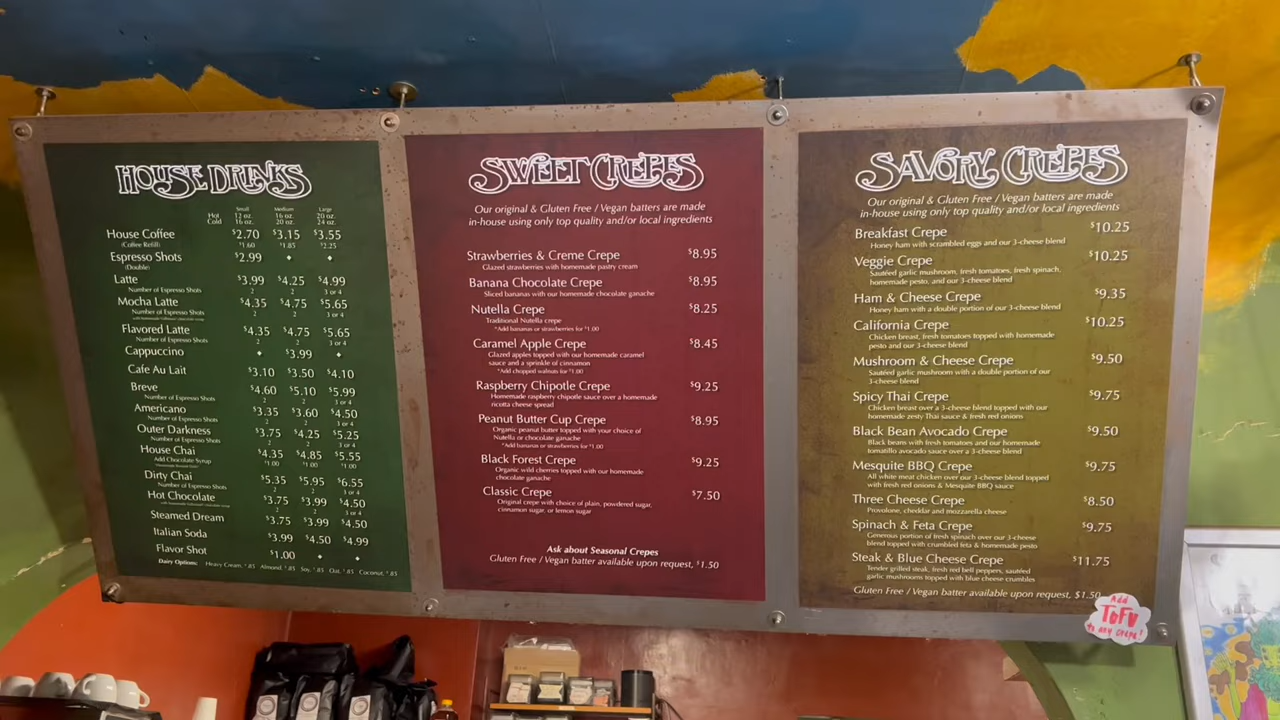 HOUSE DRINKS
Small Medium Large
Hot 12 oz. 16 oz. 20 oz.
Cold 16 oz. 20 oz. 24 oz.
House Coffee $2.70 $3.15 $3.55
(Coffee Refill) $1.60 $1.85 $2.25
Espresso Shots $2.99 ♦ ♦
(Double)
Latte $3.99 $4.25 $4.99
Number of Espresso Shots 2 2 3 or 4
Mocha Latte $4.35 $4.75 $5.65
Number of Espresso Shots 2 2 3 or 4
Flavored Latte $4.35 $4.75 $5.65
Number of Espresso Shots 2 2 3 or 4
Cappuccino ♦ $3.99 ♦
Cafe Au Lait $3.10 $3.50 $4.10
Breve $4.60 $5.10 $5.99
Number of Espresso Shots 2 2 3 or 4
Americano $3.35 $3.60 $4.50
Number of Espresso Shots 2 2 3 or 4
Outer Darkness $3.75 $4.25 $5.25
Number of Espresso Shots 2 2 3 or 4
House Chai $4.35 $4.85 $5.55
Add Chocolate Syrup $1.00 $1.00 $1.00
Dirty Chai $5.35 $5.95 $6.55
Number of Espresso Shots 2 2 3 or 4
Hot Chocolate $3.75 $3.99 $4.50
Steamed Dream $3.75 $3.99 $4.50
Italian Soda $3.99 $4.50 $4.99
Flavor Shot $1.00 ♦ ♦
Dairy Options: Heavy Cream, $.85 Almond, $.85 Soy, $.85 Oat, $.85 Coconut, $.85
SWEET CREPES
Our original & Gluten Free / Vegan batters are made
in-house using only top quality and/or local ingredients
Strawberries & Creme Crepe $8.95
Glazed strawberries with homemade pastry cream
Banana Chocolate Crepe $8.95
Sliced bananas with our homemade chocolate ganache
Nutella Crepe $8.25
Traditional Nutella crepe
*Add bananas or strawberries for $1.00
Caramel Apple Crepe $8.45
Glazed apples topped with our homemade caramel
sauce and a sprinkle of cinnamon
*Add chopped walnuts for $1.00
Raspberry Chipotle Crepe $9.25
Homemade raspberry chipotle sauce over a homemade
ricotta cheese spread
Peanut Butter Cup Crepe $8.95
Organic peanut butter topped with your choice of
Nutella or chocolate ganache
*Add bananas or strawberries for $1.00
Black Forest Crepe $9.25
Organic wild cherries topped with our homemade
chocolate ganache
Classic Crepe $7.50
Original crepe with choice of plain, powdered sugar,
cinnamon sugar, or lemon sugar
Ask about Seasonal Crepes
Gluten Free / Vegan batter available upon request, $1.50
SAVORY CREPES
Our original & Gluten Free / Vegan batters are made
in-house using only top quality and/or local ingredients
Breakfast Crepe $10.25
Honey ham with scrambled eggs and our 3-cheese blend
Veggie Crepe $10.25
Sautéed garlic mushroom, fresh tomatoes, fresh spinach,
homemade pesto, and our 3-cheese blend
Ham & Cheese Crepe $9.35
Honey ham with a double portion of our 3-cheese blend
California Crepe $10.25
Chicken breast, fresh tomatoes topped with homemade
pesto and our 3-cheese blend
Mushroom & Cheese Crepe $9.50
Sautéed garlic mushroom with a double portion of our
3-cheese blend
Spicy Thai Crepe $9.75
Chicken breast over a 3-cheese blend topped with our
homemade zesty Thai sauce & fresh red onions
Black Bean Avocado Crepe $9.50
Black beans with fresh tomatoes and our homemade
tomatillo avocado sauce over a 3-cheese blend
Mesquite BBQ Crepe $9.75
All white meat chicken over our 3-cheese blend topped
with fresh red onions & Mesquite BBQ sauce
Three Cheese Crepe $8.50
Provolone, cheddar and mozzarella cheese
Spinach & Feta Crepe $9.75
Generous portion of fresh spinach over our 3-cheese
blend topped with crumbled feta & homemade pesto
Steak & Blue Cheese Crepe $11.75
Tender grilled steak, fresh red bell peppers, sautéed
garlic mushrooms topped with blue cheese crumbles
Gluten Free / Vegan batter available upon request, $1.50
Add
TOFU
to any crepe!